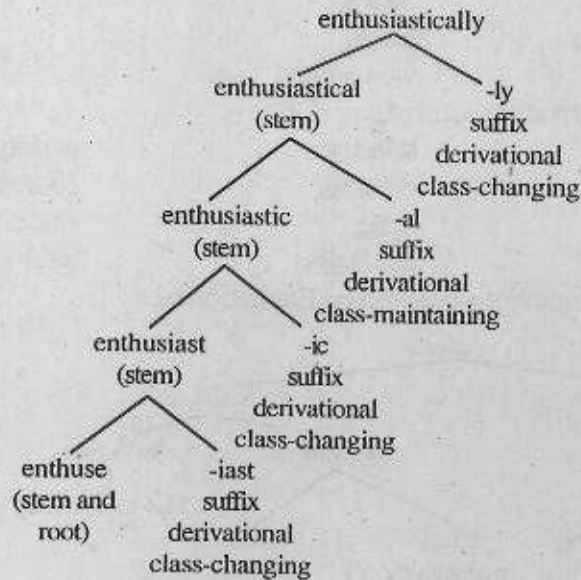 enthusiastically
enthusiastical
(stem)
-ly
suffix
derivational
class-changing
enthusiastic
(stem)
-al
suffix
derivational
class-maintaining
enthusiast
(stem)
-ic
suffix
derivational
class-changing
enthuse
(stem and
root)
-iast
suffix
derivational
class-changing